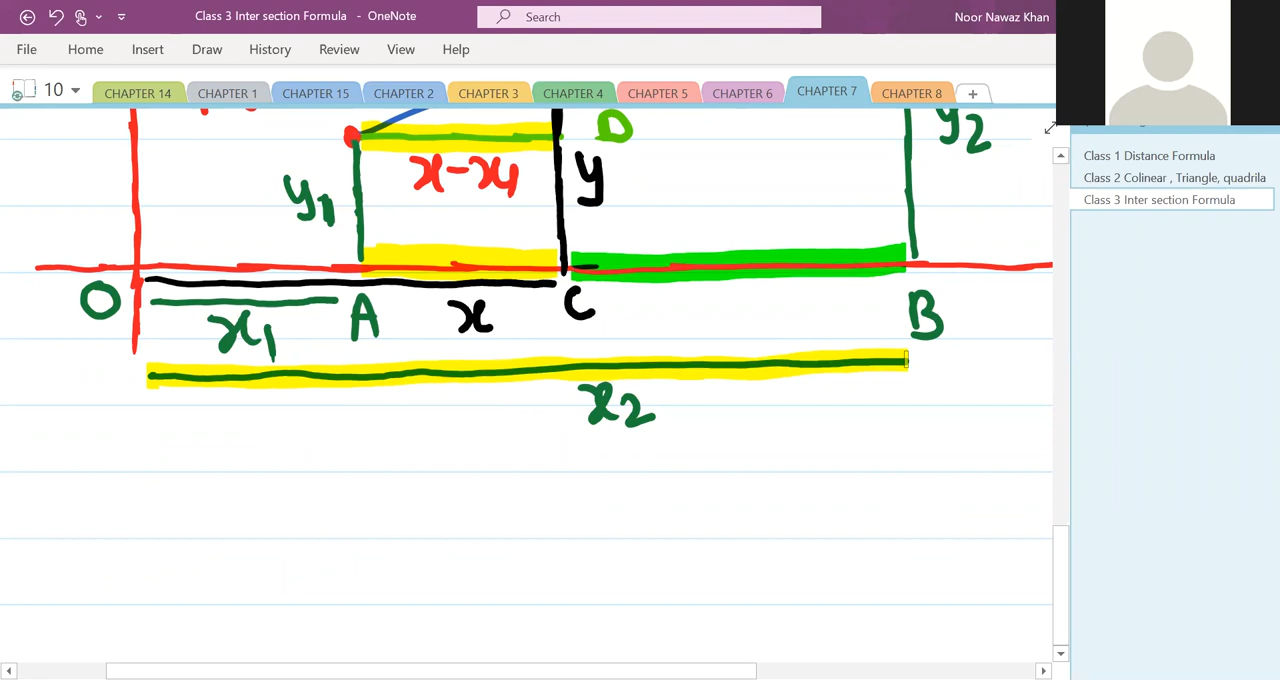 Class 3 Inter section Formula - OneNote
Search
Noor Nawaz Khan
File Home Insert Draw History Review View Help
10 CHAPTER 14 CHAPTER 1 CHAPTER 15 CHAPTER 2 CHAPTER 3 CHAPTER 4 CHAPTER 5 CHAPTER 6 CHAPTER 7 CHAPTER 8
Class 1 Distance Formula
Class 2 Colinear , Triangle, quadrila
Class 3 Inter section Formula
D
y2
x-x1
y
y1
O
x1
A
x
C
B
x2